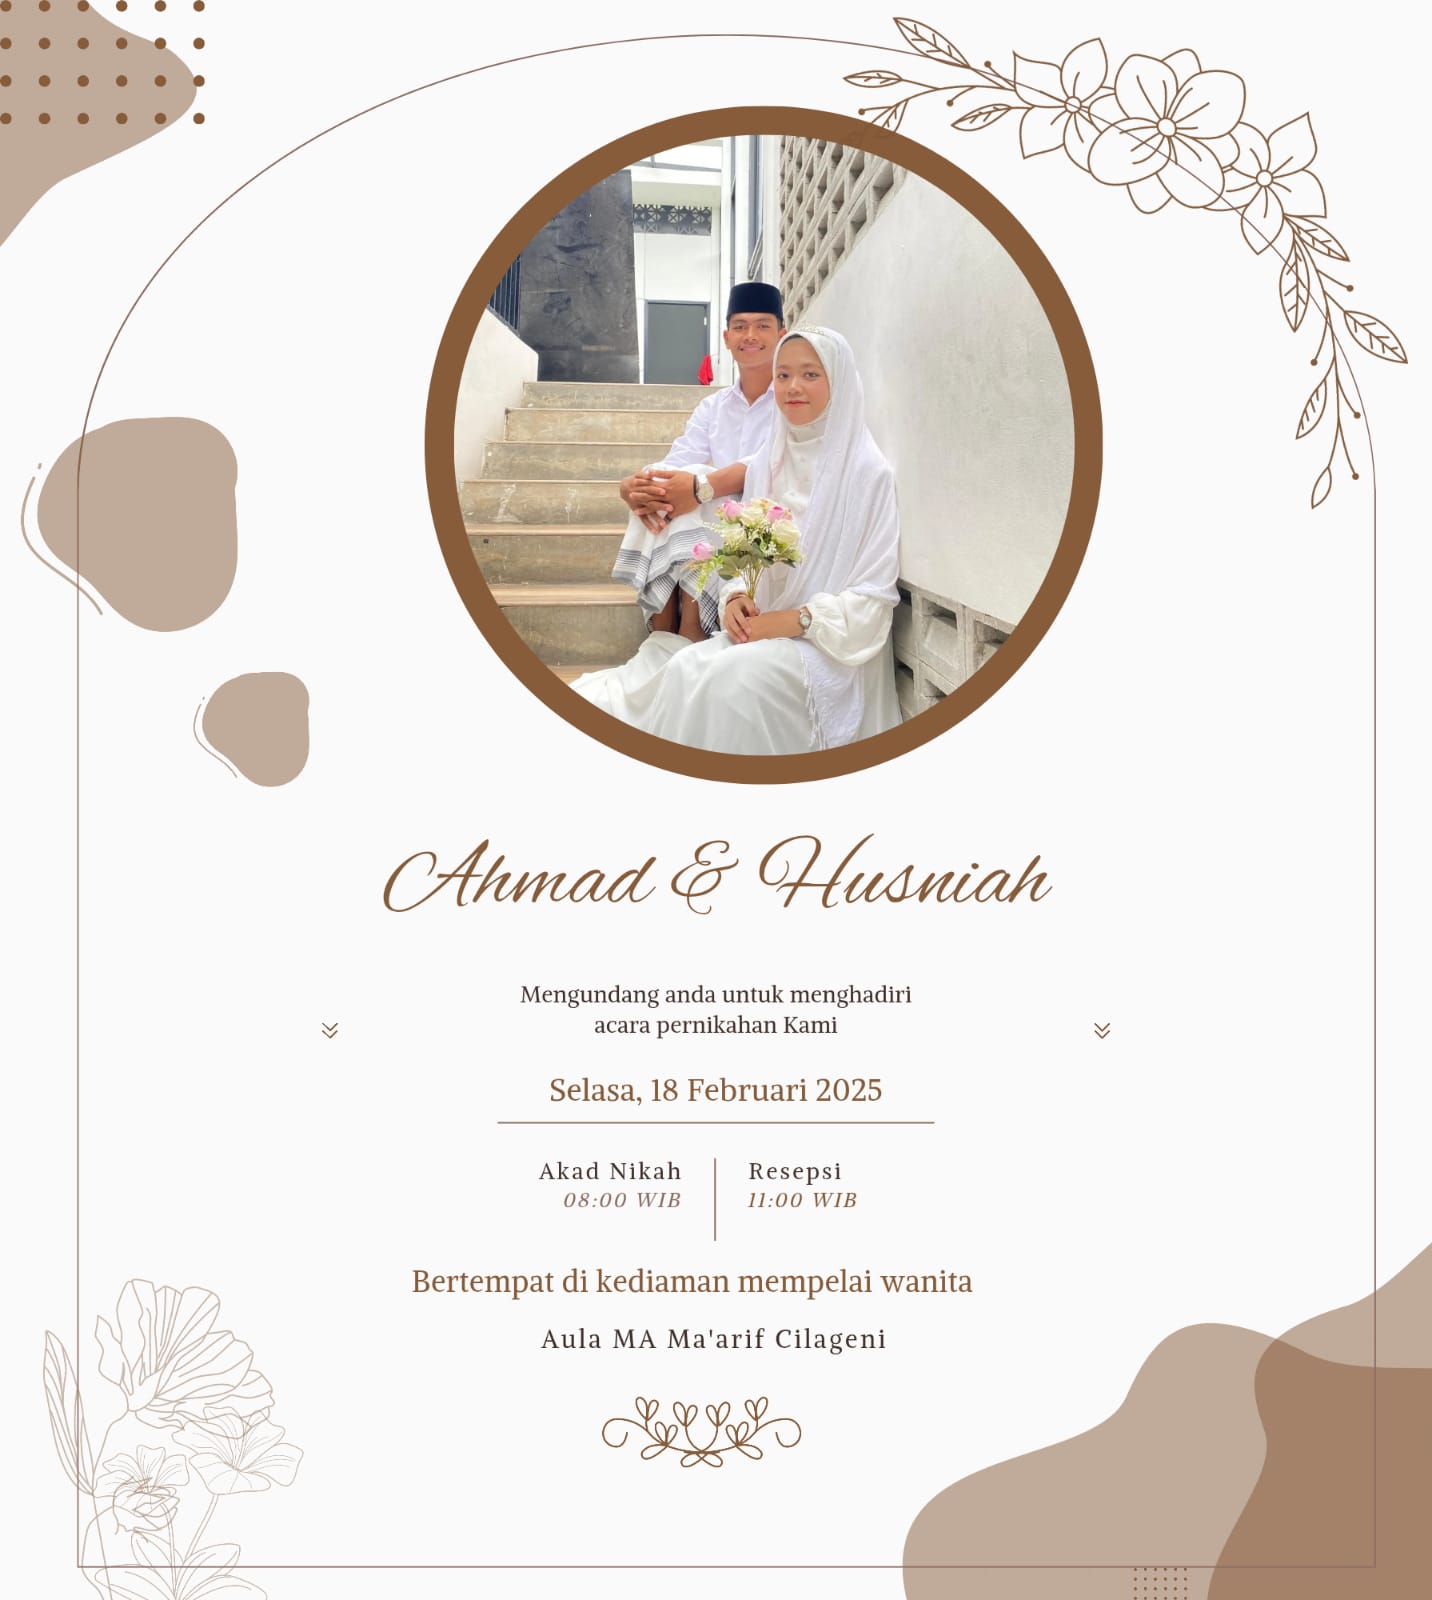 Ahmad & Husniah
Mengundang anda untuk menghadiri
acara pernikahan Kami
Selasa, 18 Februari 2025
Akad Nikah
08:00 WIB
Resepsi
11:00 WIB
Bertempat di kediaman mempelai wanita
Aula MA Ma'arif Cilageni